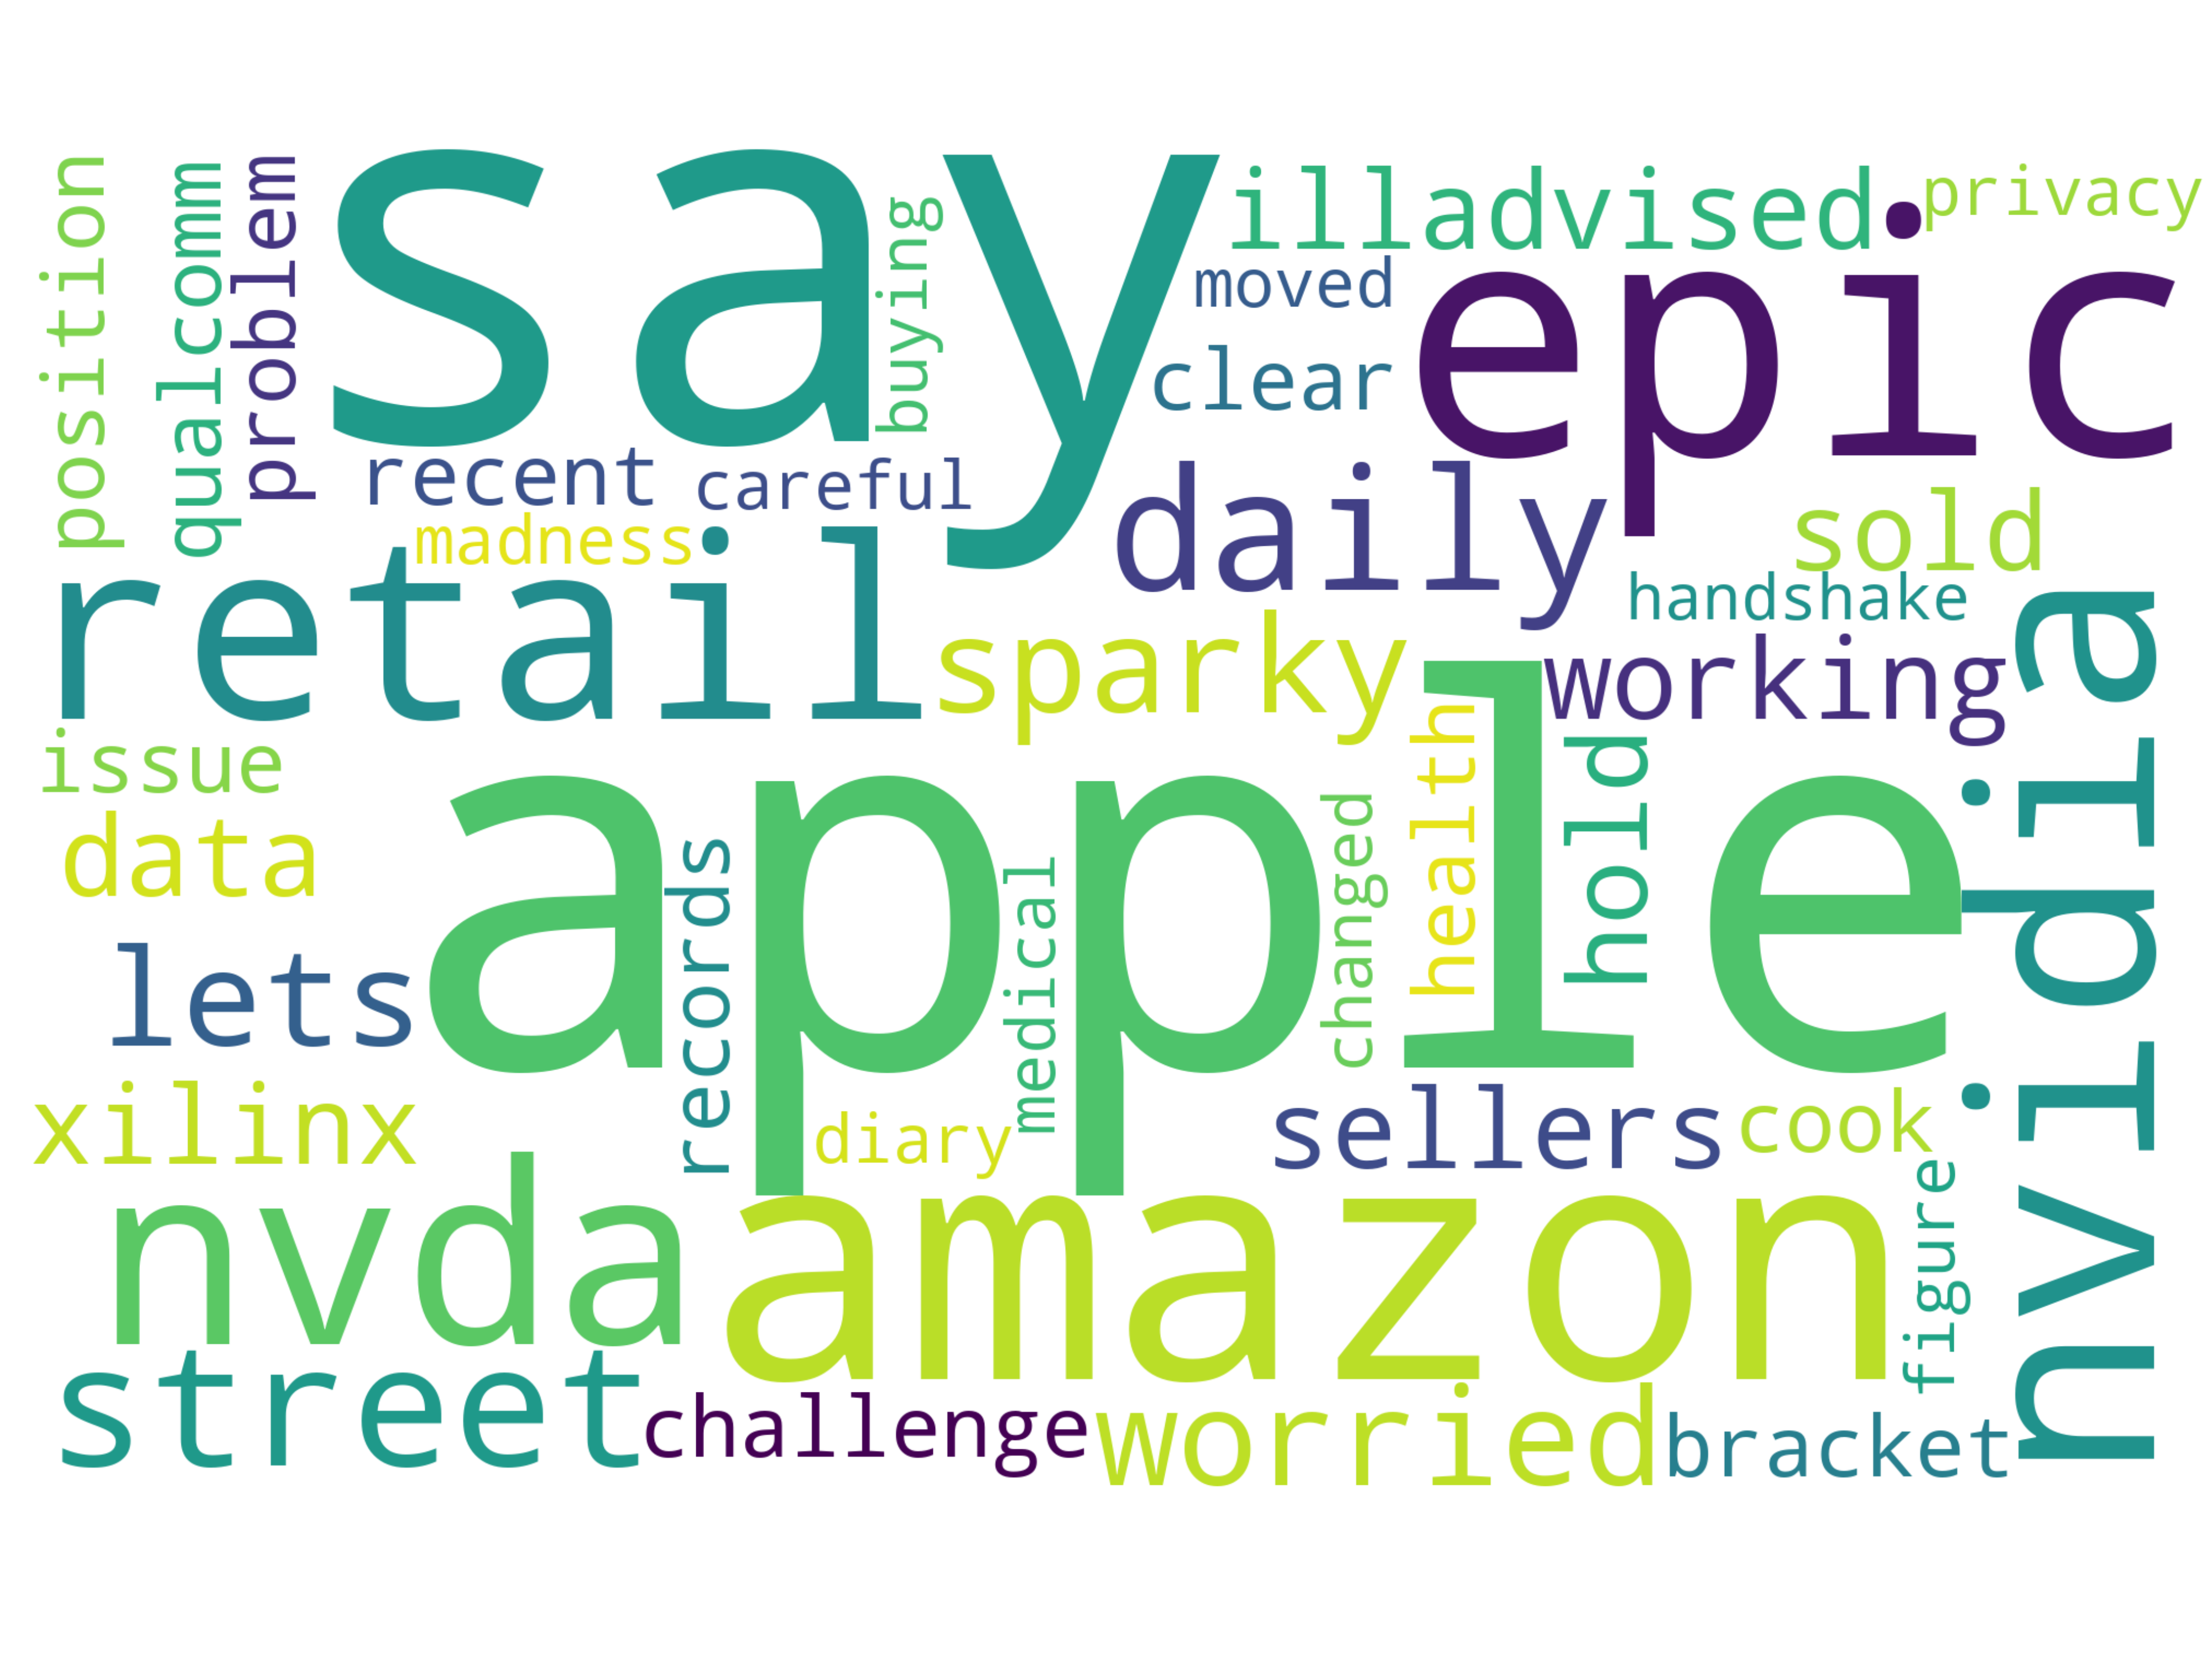 say
illadvised
privacy
position
qualcomm
problem
buying
moved
epic
clear
recent
careful
daily
sold
madness
retail
handshake
sparky
working
nvidia
issue
apple
health
hold
changed
data
records
medical
lets
xilinx
diary
sellers
cook
nvda
amazon
figure
street
challenge
worried
bracket